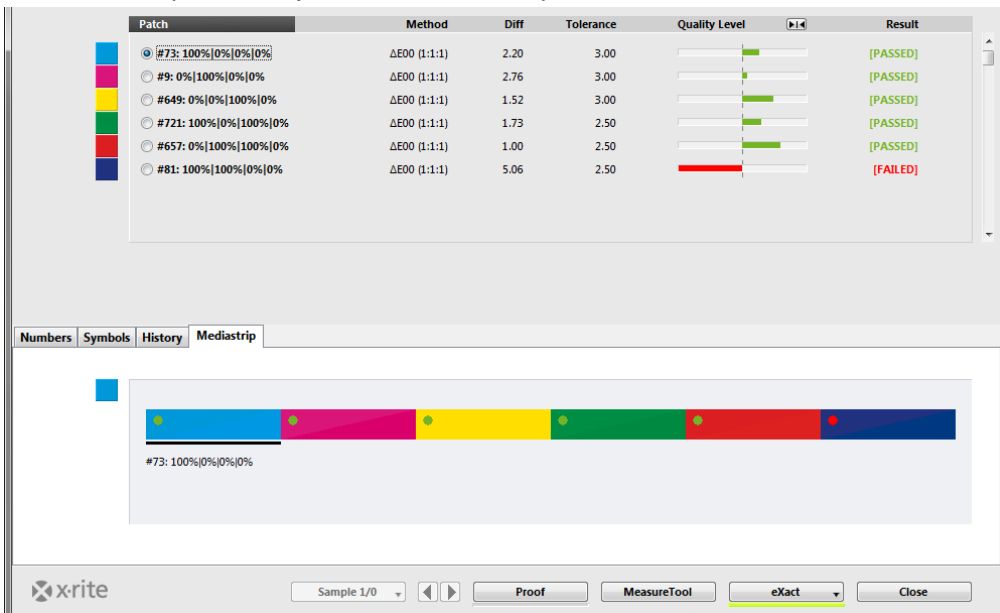 Patch Method Diff Tolerance Quality Level Result
#73: 100%|0%|0%|0% ΔE00 (1:1:1) 2.20 3.00 [PASSED]
#9: 0%|100%|0%|0% ΔE00 (1:1:1) 2.76 3.00 [PASSED]
#649: 0%|0%|100%|0% ΔE00 (1:1:1) 1.52 3.00 [PASSED]
#721: 100%|0%|100%|0% ΔE00 (1:1:1) 1.73 2.50 [PASSED]
#657: 0%|100%|100%|0% ΔE00 (1:1:1) 1.00 2.50 [PASSED]
#81: 100%|100%|0%|0% ΔE00 (1:1:1) 5.06 2.50 [FAILED]
Numbers Symbols History Mediastrip
#73: 100%|0%|0%|0%
x·rite Sample 1/0 Proof MeasureTool eXact Close